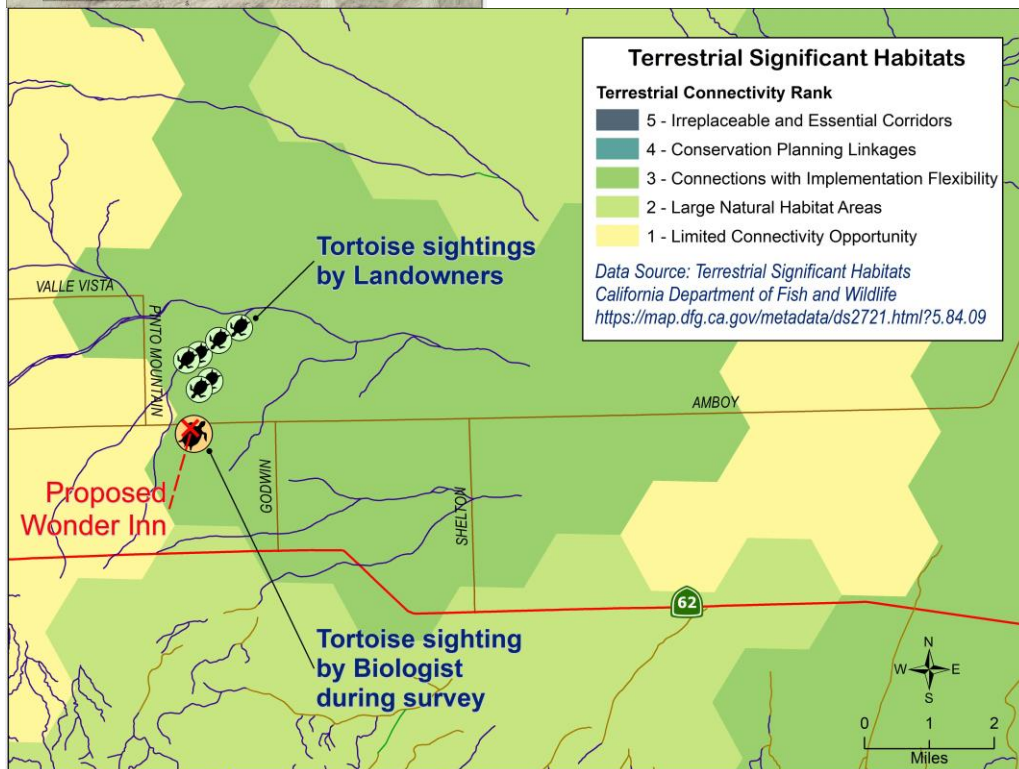 Terrestrial Significant Habitats
Terrestrial Connectivity Rank
5 - Irreplaceable and Essential Corridors
4 - Conservation Planning Linkages
3 - Connections with Implementation Flexibility
2 - Large Natural Habitat Areas
1 - Limited Connectivity Opportunity
Data Source: Terrestrial Significant Habitats
California Department of Fish and Wildlife
https://map.dfg.ca.gov/metadata/ds2721.html?5.84.09
Tortoise sightings
by Landowners
VALLE VISTA
PINTO MOUNTAIN
AMBOY
GODWIN
SHELTON
Proposed
Wonder Inn
62
Tortoise sighting
by Biologist
during survey
N
W E
S
0 1 2
Miles